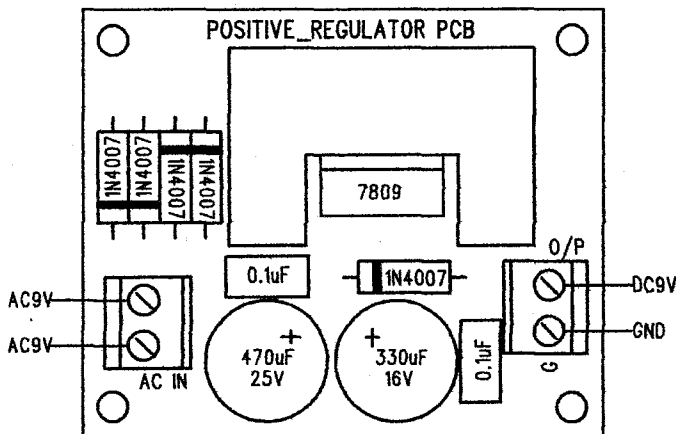 POSITIVE_REGULATOR PCB
1N4007
1N4007
1N4007
1N4007
7809
O/P
0.1uF
1N4007
AC9V
DC9V
AC9V
GND
470uF
25V
330uF
16V
0.1uF
AC IN
G